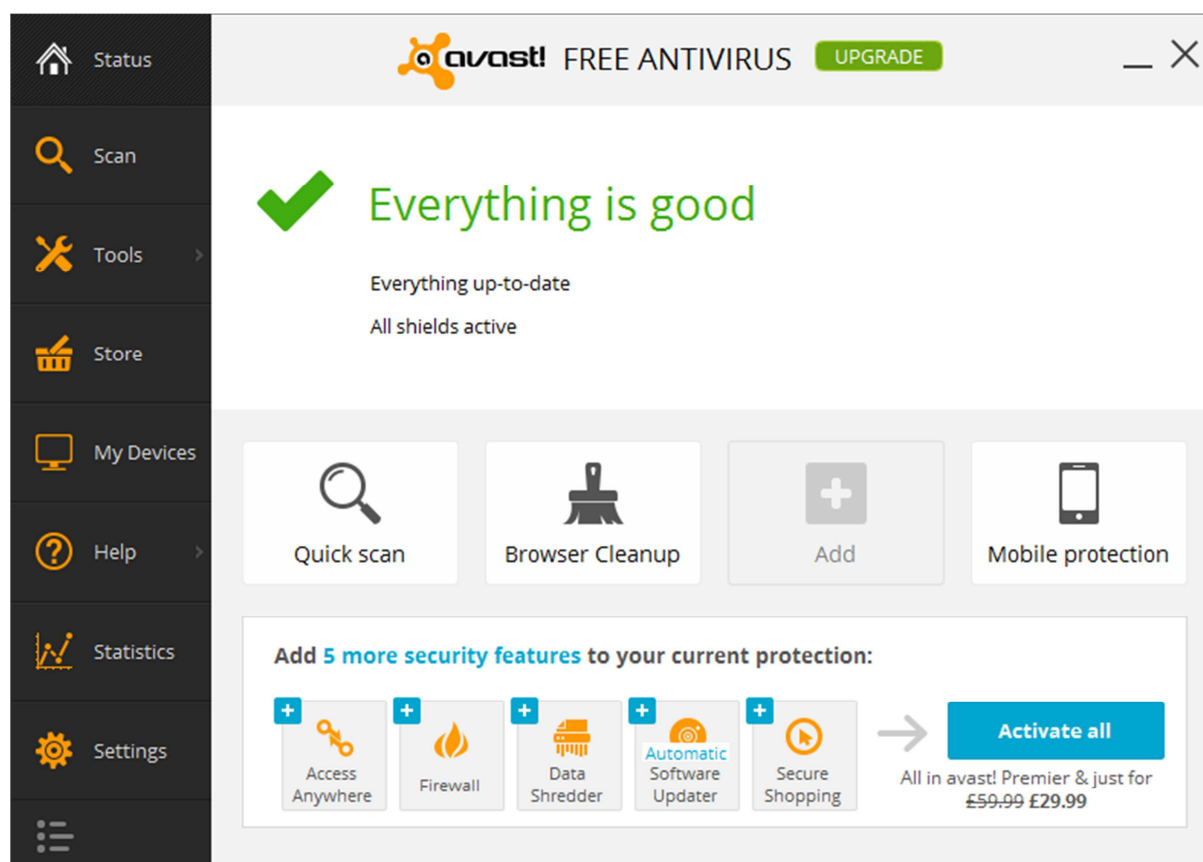 Status
avast! FREE ANTIVIRUS UPGRADE
Scan
Everything is good
Tools
Everything up-to-date
All shields active
Store
My Devices
Quick scan
Browser Cleanup
Add
Mobile protection
Help
Statistics
Add 5 more security features to your current protection:
Settings
Access
Anywhere
Firewall
Data
Shredder
Automatic
Software
Updater
Secure
Shopping
Activate all
All in avast! Premier & just for
£59.99 £29.99